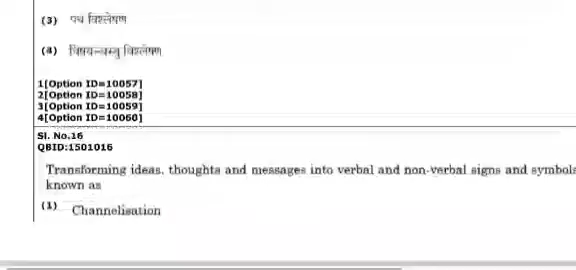 (3) पथ विश्लेषण
(4) विषय-वस्तु विश्लेषण
1[Option ID=10057]
2[Option ID=10058]
3[Option ID=10059]
4[Option ID=10060]
Sl. No.16
QBID:1501016
Transforming ideas, thoughts and messages into verbal and non-verbal signs and symbols
known as
(1) Channelisation